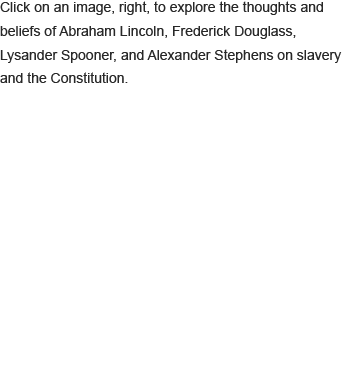 Click on an image, right, to explore the thoughts and
beliefs of Abraham Lincoln, Frederick Douglass,
Lysander Spooner, and Alexander Stephens on slavery
and the Constitution.